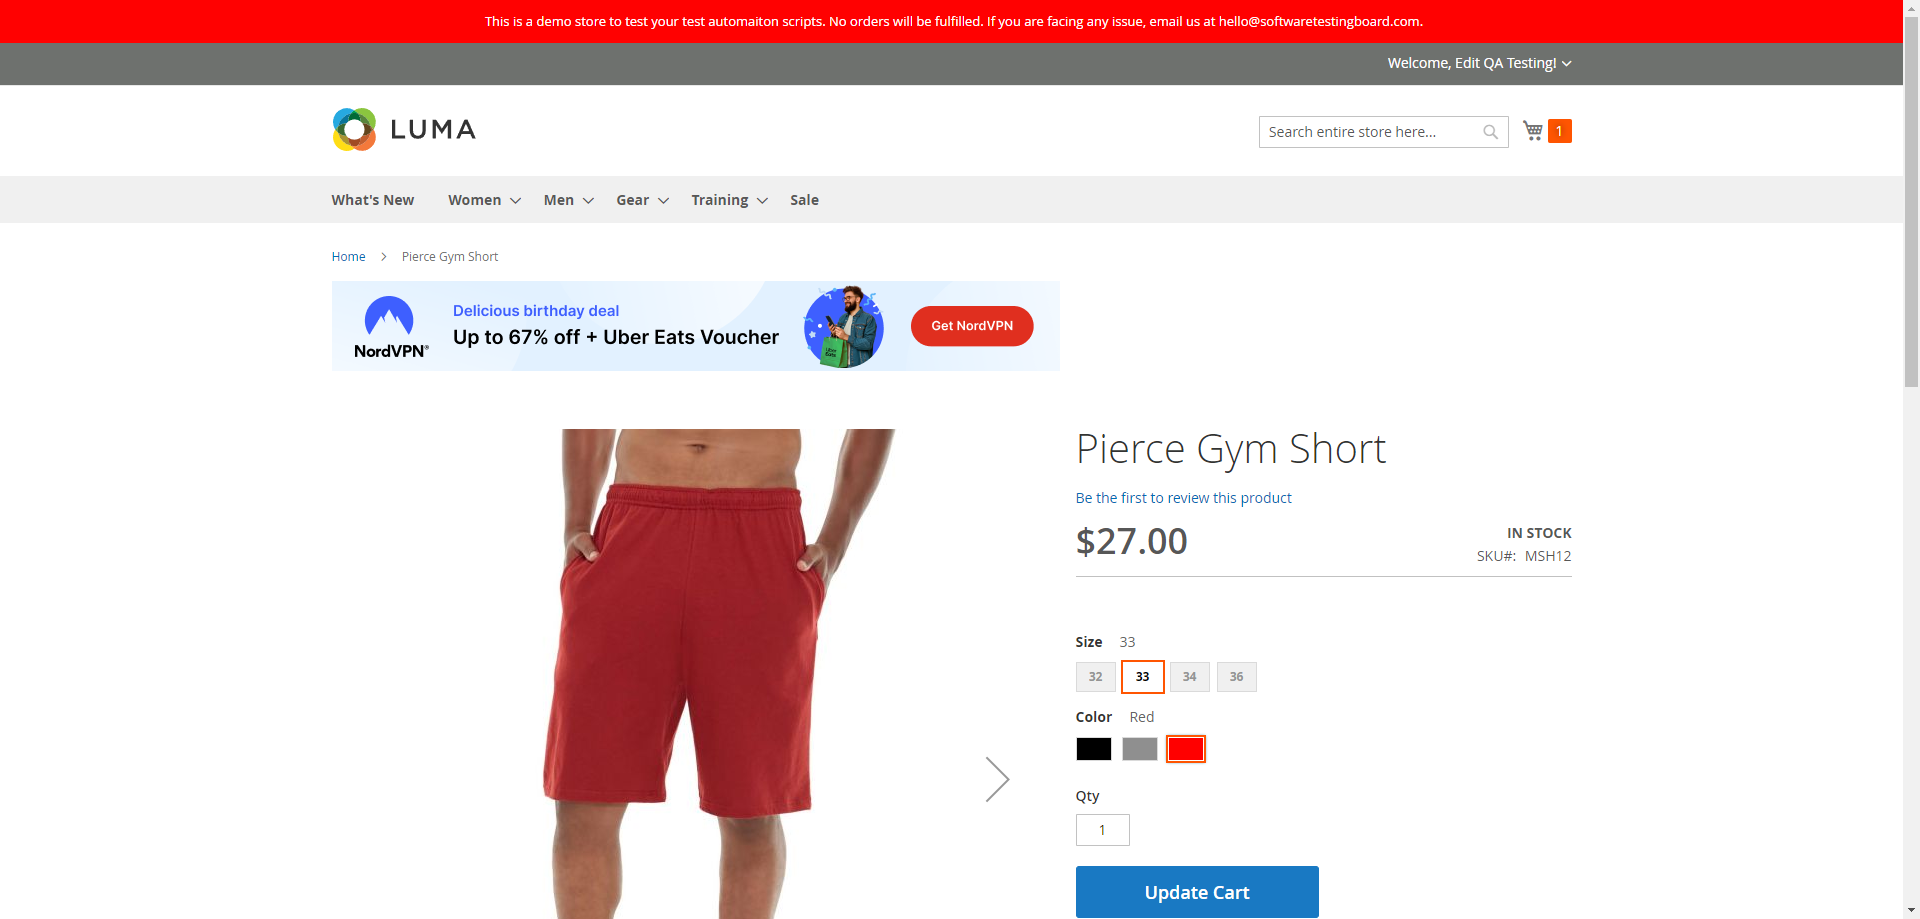 This is a demo store to test your test automaiton scripts. No orders will be fulfilled. If you are facing any issue, email us at hello@softwaretestingboard.com.
Welcome, Edit QA Testing!
LUMA
Search entire store here...
1
What's New Women Men Gear Training Sale
Home Pierce Gym Short
NordVPN®
Delicious birthday deal
Up to 67% off + Uber Eats Voucher
Uber Eats
Get NordVPN
Pierce Gym Short
Be the first to review this product
$27.00
IN STOCK
SKU#: MSH12
Size 33
32 33 34 36
Color Red
Qty
1
Update Cart